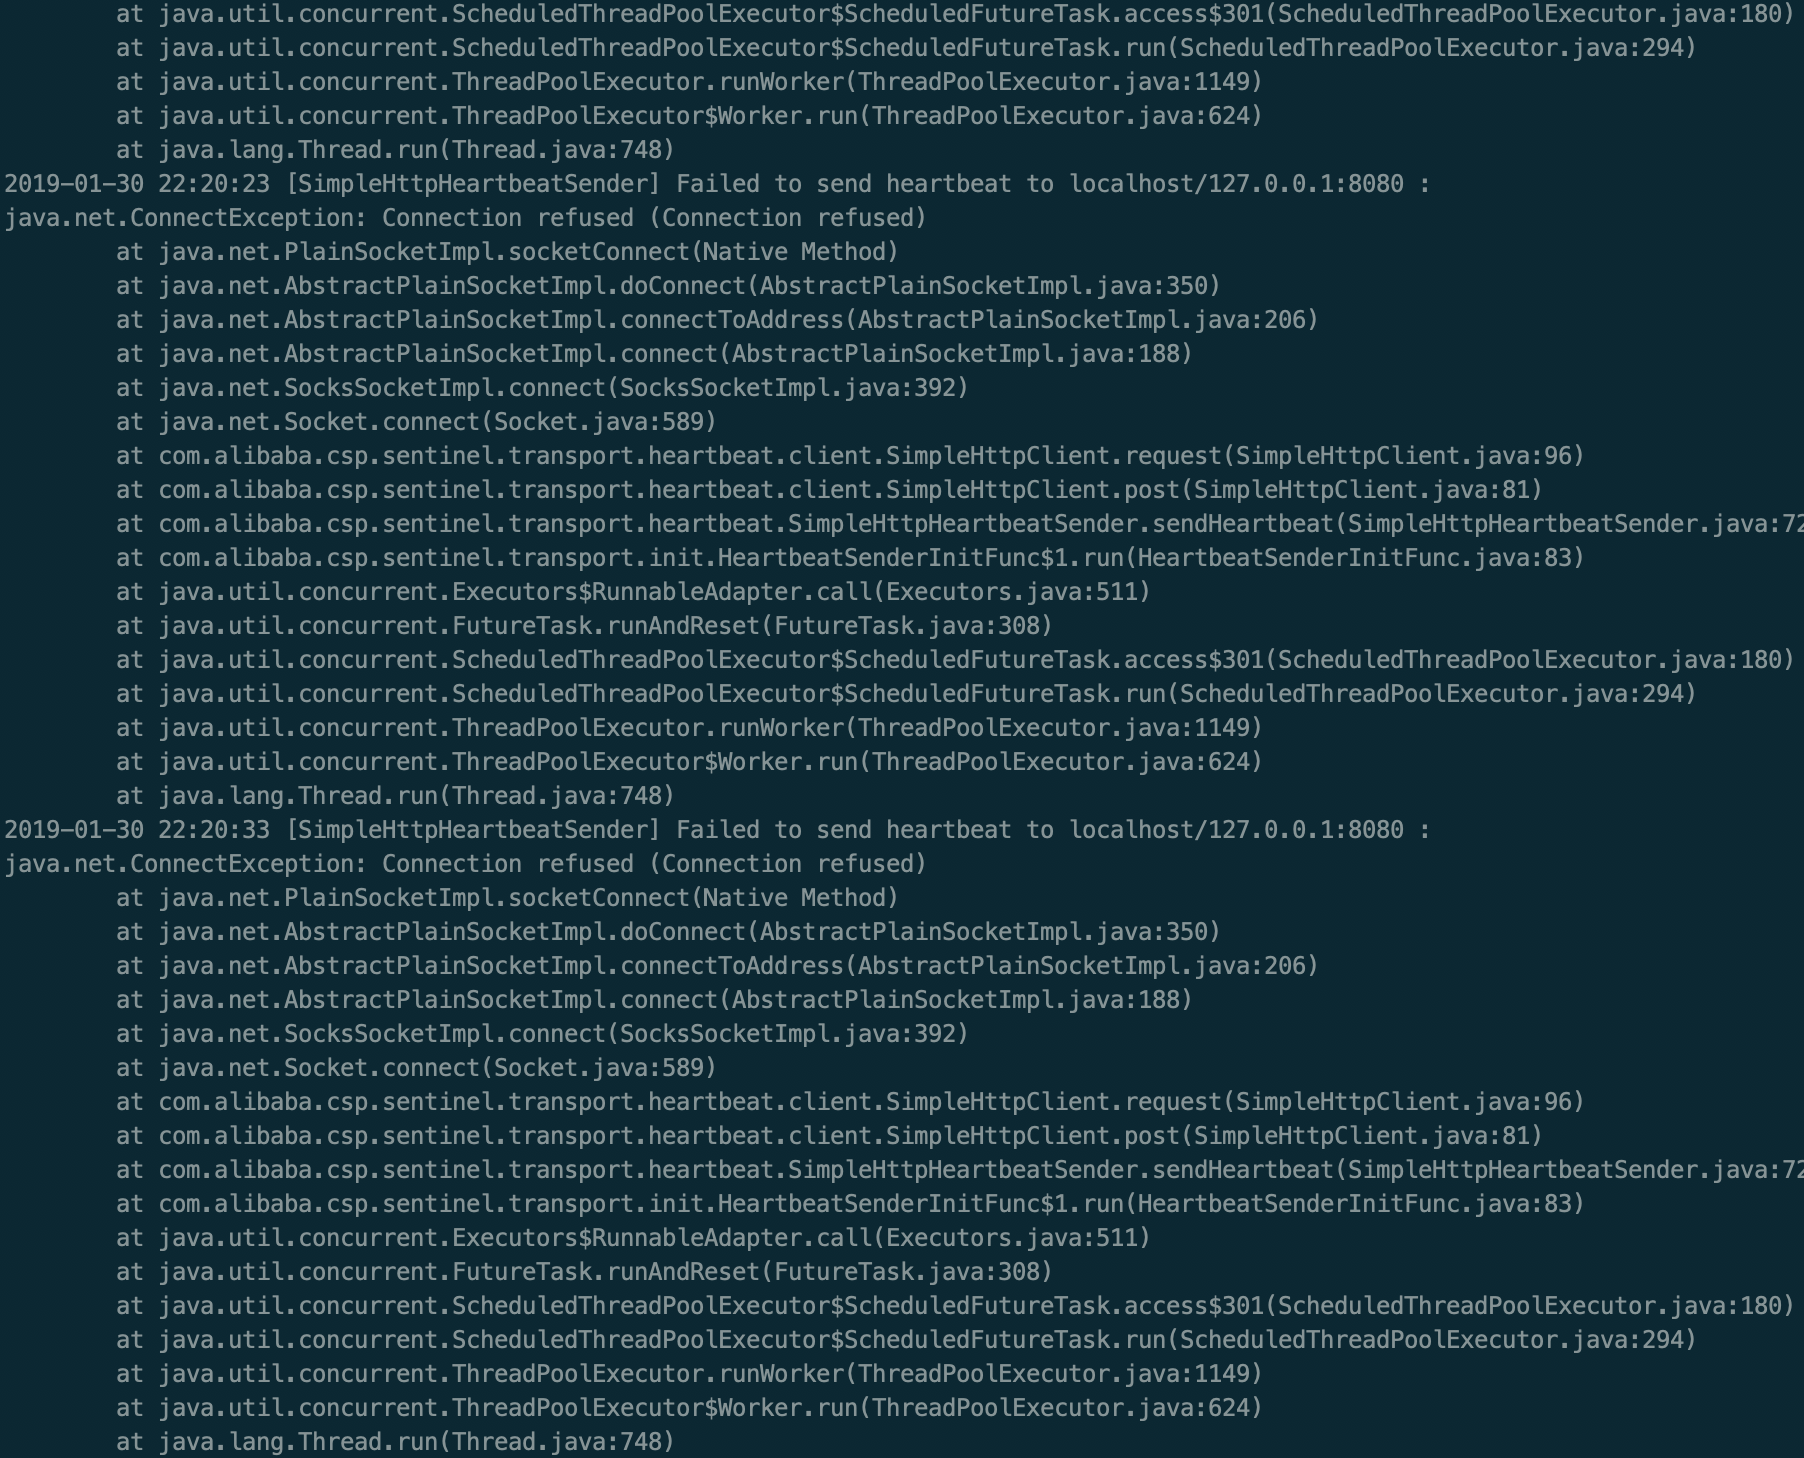 at java.util.concurrent.ScheduledThreadPoolExecutor$ScheduledFutureTask.access$301(ScheduledThreadPoolExecutor.java:180)
at java.util.concurrent.ScheduledThreadPoolExecutor$ScheduledFutureTask.run(ScheduledThreadPoolExecutor.java:294)
at java.util.concurrent.ThreadPoolExecutor.runWorker(ThreadPoolExecutor.java:1149)
at java.util.concurrent.ThreadPoolExecutor$Worker.run(ThreadPoolExecutor.java:624)
at java.lang.Thread.run(Thread.java:748)
2019-01-30 22:20:23 [SimpleHttpHeartbeatSender] Failed to send heartbeat to localhost/127.0.0.1:8080 :
java.net.ConnectException: Connection refused (Connection refused)
at java.net.PlainSocketImpl.socketConnect(Native Method)
at java.net.AbstractPlainSocketImpl.doConnect(AbstractPlainSocketImpl.java:350)
at java.net.AbstractPlainSocketImpl.connectToAddress(AbstractPlainSocketImpl.java:206)
at java.net.AbstractPlainSocketImpl.connect(AbstractPlainSocketImpl.java:188)
at java.net.SocksSocketImpl.connect(SocksSocketImpl.java:392)
at java.net.Socket.connect(Socket.java:589)
at com.alibaba.csp.sentinel.transport.heartbeat.client.SimpleHttpClient.request(SimpleHttpClient.java:96)
at com.alibaba.csp.sentinel.transport.heartbeat.client.SimpleHttpClient.post(SimpleHttpClient.java:81)
at com.alibaba.csp.sentinel.transport.heartbeat.SimpleHttpHeartbeatSender.sendHeartbeat(SimpleHttpHeartbeatSender.java:72
at com.alibaba.csp.sentinel.transport.init.HeartbeatSenderInitFunc$1.run(HeartbeatSenderInitFunc.java:83)
at java.util.concurrent.Executors$RunnableAdapter.call(Executors.java:511)
at java.util.concurrent.FutureTask.runAndReset(FutureTask.java:308)
at java.util.concurrent.ScheduledThreadPoolExecutor$ScheduledFutureTask.access$301(ScheduledThreadPoolExecutor.java:180)
at java.util.concurrent.ScheduledThreadPoolExecutor$ScheduledFutureTask.run(ScheduledThreadPoolExecutor.java:294)
at java.util.concurrent.ThreadPoolExecutor.runWorker(ThreadPoolExecutor.java:1149)
at java.util.concurrent.ThreadPoolExecutor$Worker.run(ThreadPoolExecutor.java:624)
at java.lang.Thread.run(Thread.java:748)
2019-01-30 22:20:33 [SimpleHttpHeartbeatSender] Failed to send heartbeat to localhost/127.0.0.1:8080 :
java.net.ConnectException: Connection refused (Connection refused)
at java.net.PlainSocketImpl.socketConnect(Native Method)
at java.net.AbstractPlainSocketImpl.doConnect(AbstractPlainSocketImpl.java:350)
at java.net.AbstractPlainSocketImpl.connectToAddress(AbstractPlainSocketImpl.java:206)
at java.net.AbstractPlainSocketImpl.connect(AbstractPlainSocketImpl.java:188)
at java.net.SocksSocketImpl.connect(SocksSocketImpl.java:392)
at java.net.Socket.connect(Socket.java:589)
at com.alibaba.csp.sentinel.transport.heartbeat.client.SimpleHttpClient.request(SimpleHttpClient.java:96)
at com.alibaba.csp.sentinel.transport.heartbeat.client.SimpleHttpClient.post(SimpleHttpClient.java:81)
at com.alibaba.csp.sentinel.transport.heartbeat.SimpleHttpHeartbeatSender.sendHeartbeat(SimpleHttpHeartbeatSender.java:72
at com.alibaba.csp.sentinel.transport.init.HeartbeatSenderInitFunc$1.run(HeartbeatSenderInitFunc.java:83)
at java.util.concurrent.Executors$RunnableAdapter.call(Executors.java:511)
at java.util.concurrent.FutureTask.runAndReset(FutureTask.java:308)
at java.util.concurrent.ScheduledThreadPoolExecutor$ScheduledFutureTask.access$301(ScheduledThreadPoolExecutor.java:180)
at java.util.concurrent.ScheduledThreadPoolExecutor$ScheduledFutureTask.run(ScheduledThreadPoolExecutor.java:294)
at java.util.concurrent.ThreadPoolExecutor.runWorker(ThreadPoolExecutor.java:1149)
at java.util.concurrent.ThreadPoolExecutor$Worker.run(ThreadPoolExecutor.java:624)
at java.lang.Thread.run(Thread.java:748)